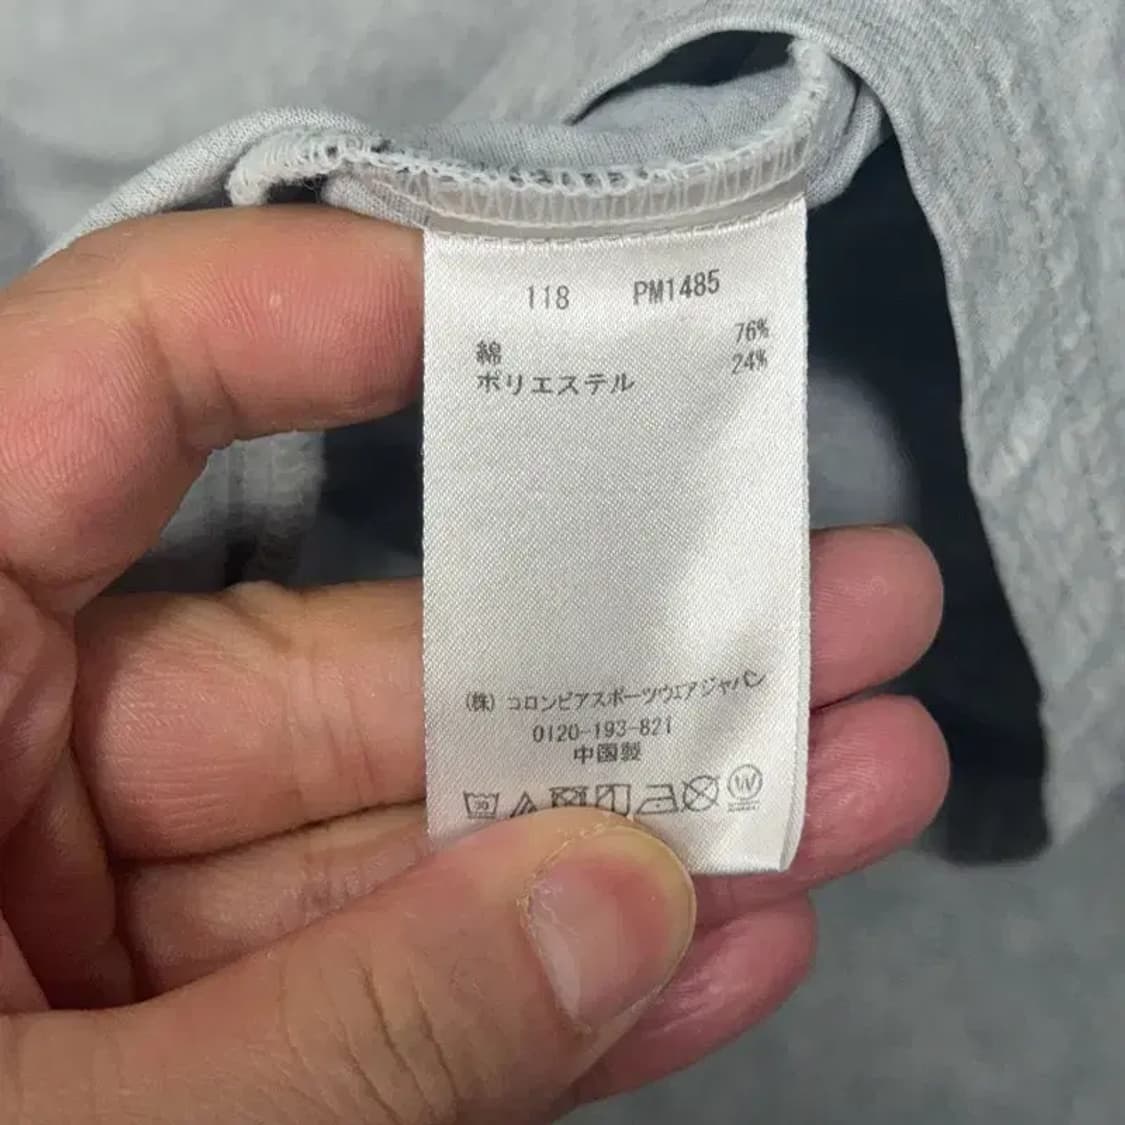 118 PM1485
綿 76%
ポリエステル 24%
(株) コロンビアスポーツウェアジャパン
0120-193-821
中国製
30
W